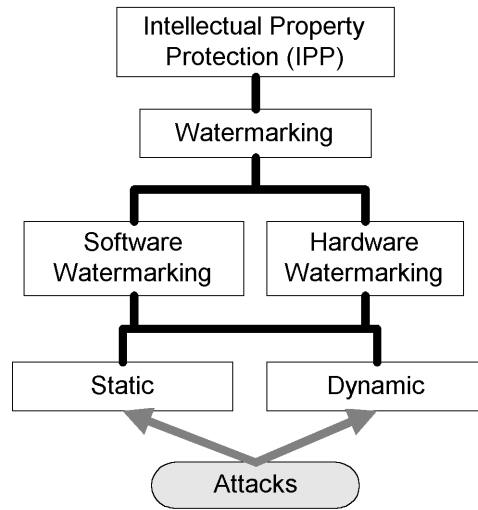 Intellectual Property
Protection (IPP)
Watermarking
Software
Watermarking
Hardware
Watermarking
Static
Dynamic
Attacks